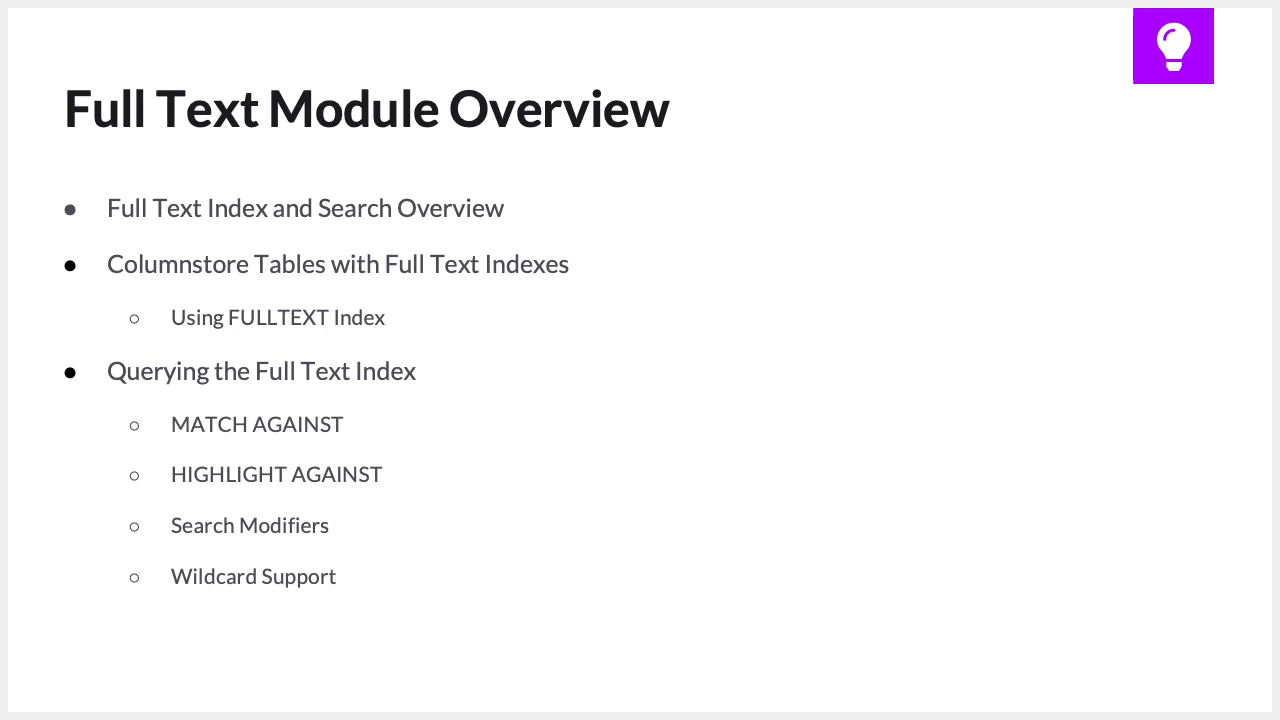 Full Text Module Overview
● Full Text Index and Search Overview
● Columnstore Tables with Full Text Indexes
○ Using FULLTEXT Index
● Querying the Full Text Index
○ MATCH AGAINST
○ HIGHLIGHT AGAINST
○ Search Modifiers
○ Wildcard Support